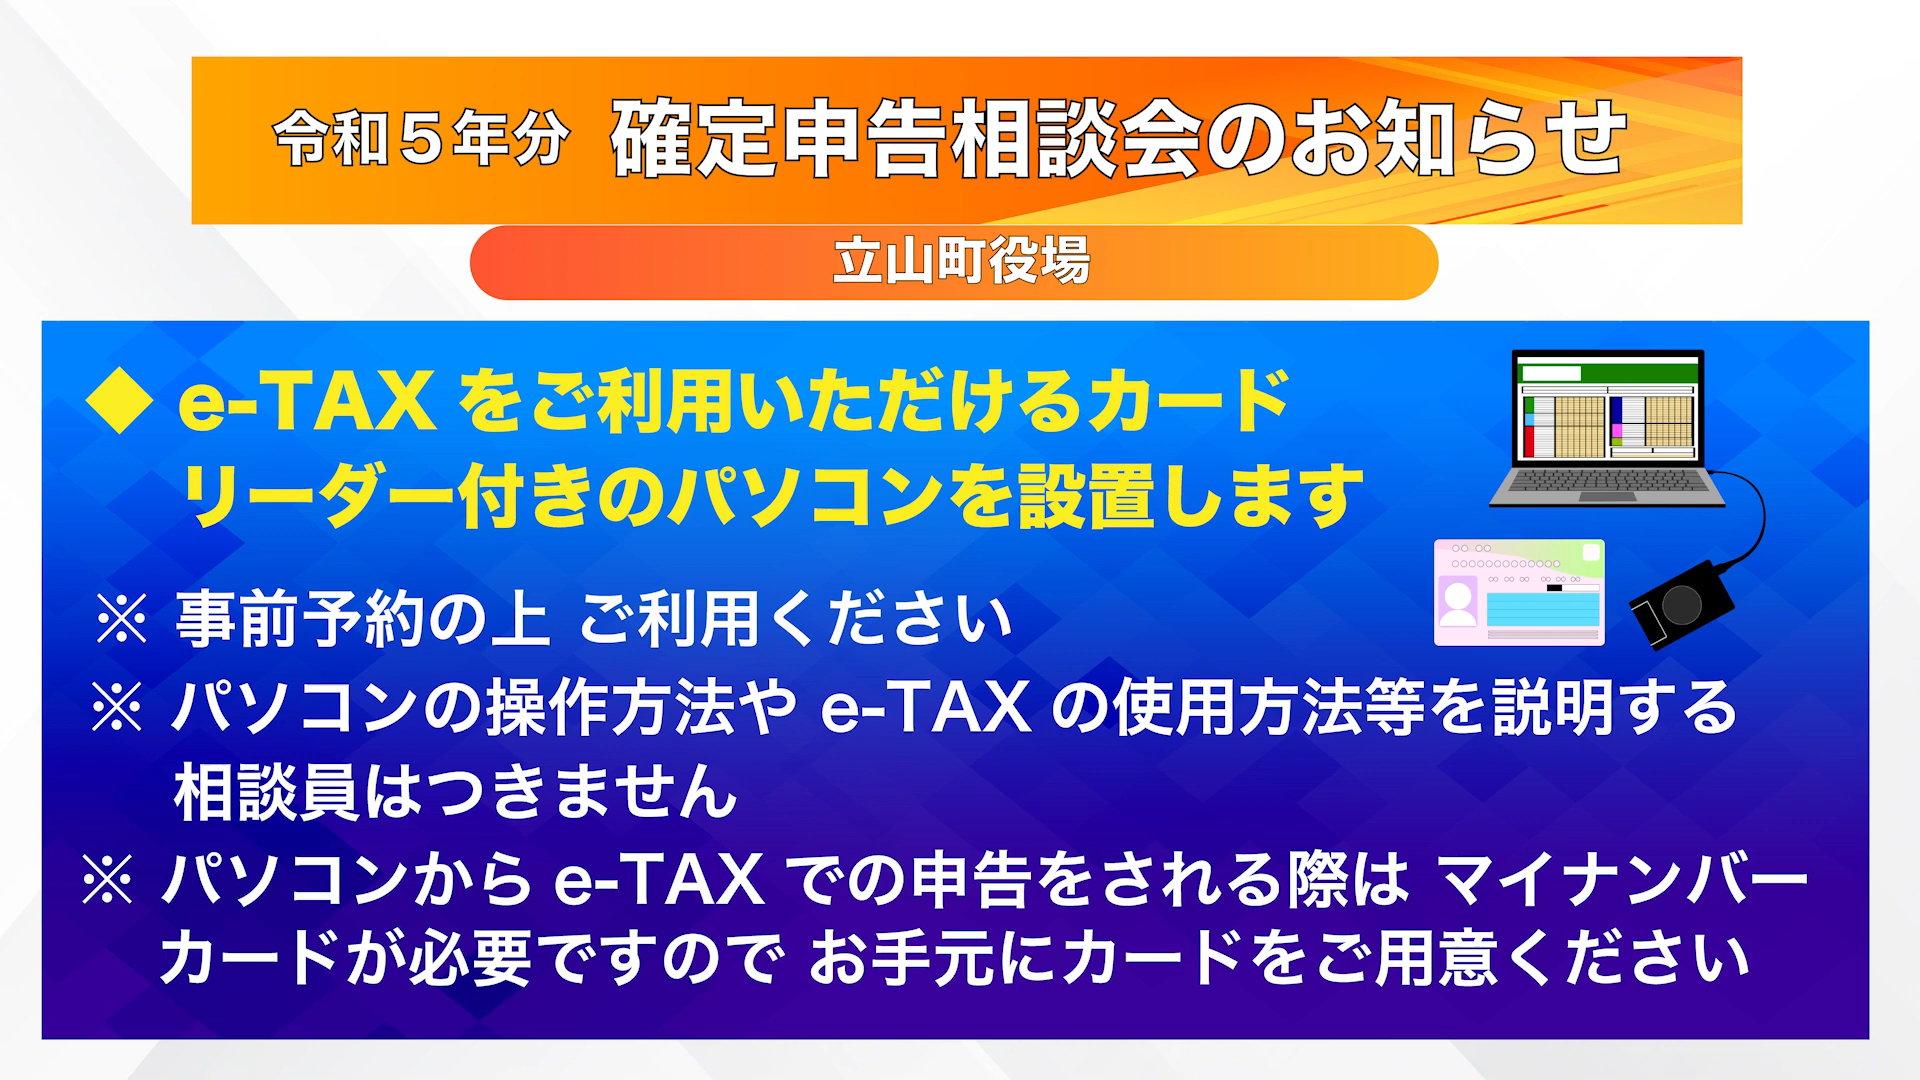 令和５年分 確定申告相談会のお知らせ
立山町役場
◆ e-TAX をご利用いただけるカード
リーダー付きのパソコンを設置します
※ 事前予約の上 ご利用ください
※ パソコンの操作方法や e-TAX の使用方法等を説明する
相談員はつきません
※ パソコンから e-TAX での申告をされる際は マイナンバー
カードが必要ですので お手元にカードをご用意ください